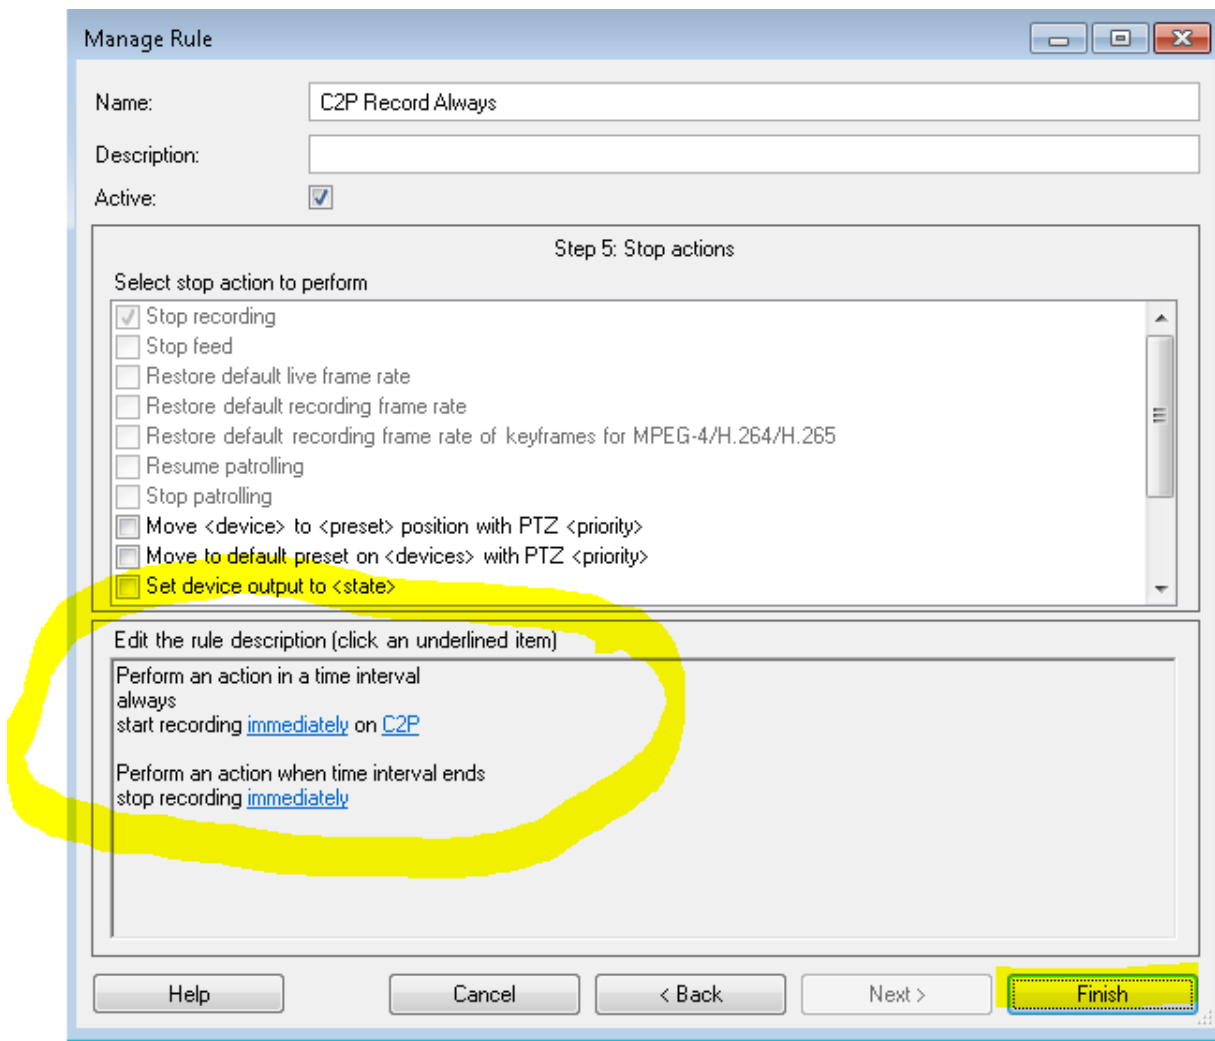 Manage Rule
Name: C2P Record Always
Description:
Active:
Step 5: Stop actions
Select stop action to perform
Stop recording
Stop feed
Restore default live frame rate
Restore default recording frame rate
Restore default recording frame rate of keyframes for MPEG-4/H.264/H.265
Resume patrolling
Stop patrolling
Move <device> to <preset> position with PTZ <priority>
Move to default preset on <devices> with PTZ <priority>
Set device output to <state>
Edit the rule description (click an underlined item)
Perform an action in a time interval
always
start recording immediately on C2P
Perform an action when time interval ends
stop recording immediately
Help Cancel < Back Next > Finish